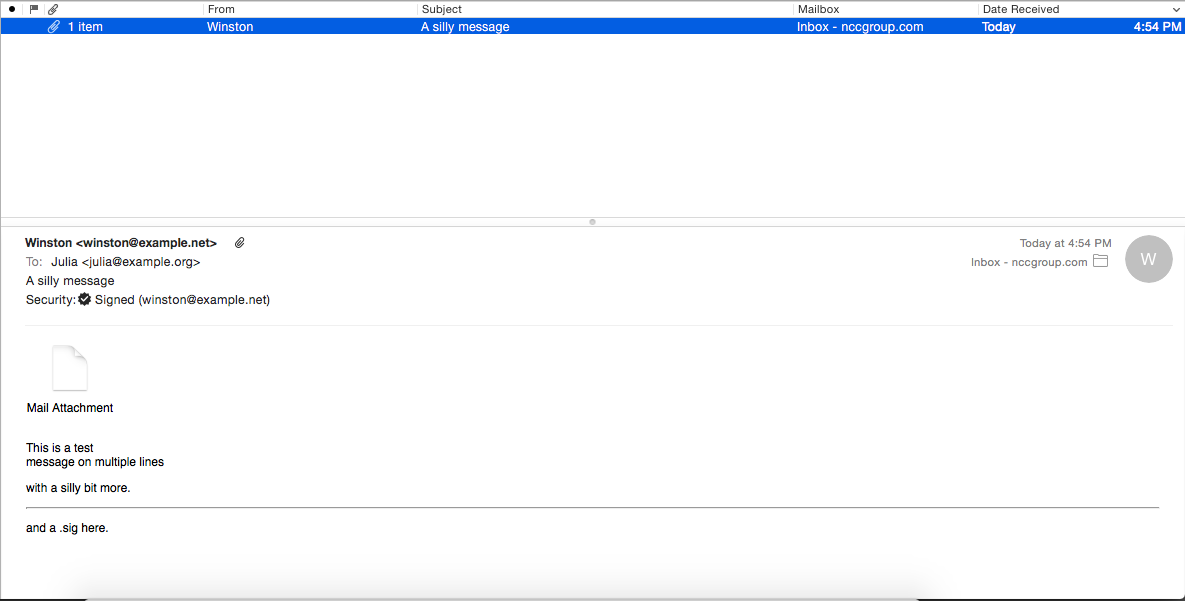 From Subject Mailbox Date Received
1 item Winston A silly message Inbox - nccgroup.com Today 4:54 PM
Winston <winston@example.net> Today at 4:54 PM
To: Julia <julia@example.org> Inbox - nccgroup.com
W
A silly message
Security: Signed (winston@example.net)
Mail Attachment
This is a test
message on multiple lines
with a silly bit more.
and a .sig here.